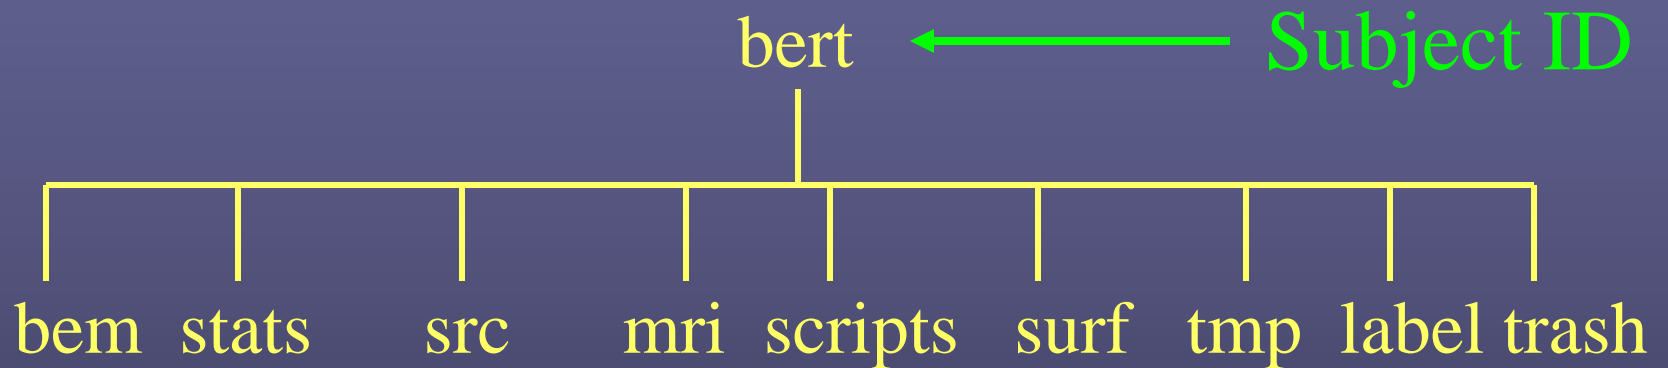 bert Subject ID
bem stats src mri scripts surf tmp label trash